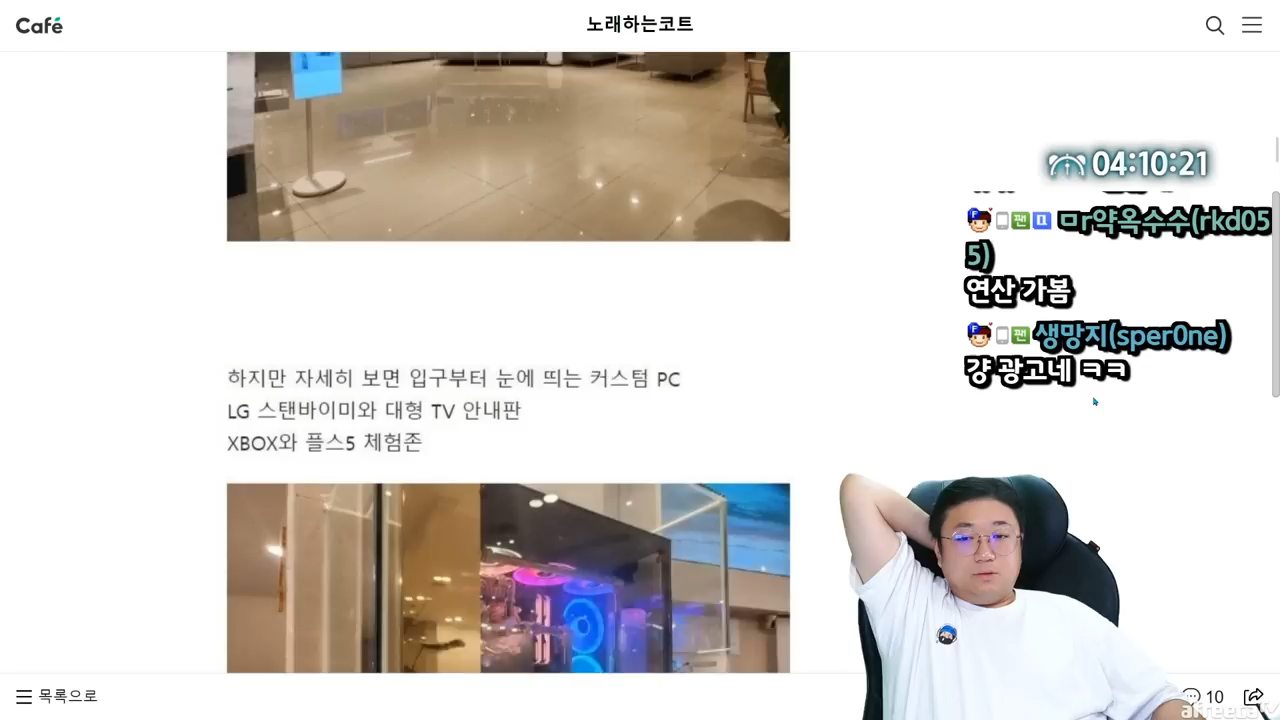 Café
노래하는코트
04:10:21
ㅁr약옥수수(rkd05
5)
연산 가봄
생망지(sper0ne)
걍 광고네 ㅋㅋ
하지만 자세히 보면 입구부터 눈에 띄는 커스텀 PC
LG 스탠바이미와 대형 TV 안내판
XBOX와 플스5 체험존
목록으로
10
afreecaTV